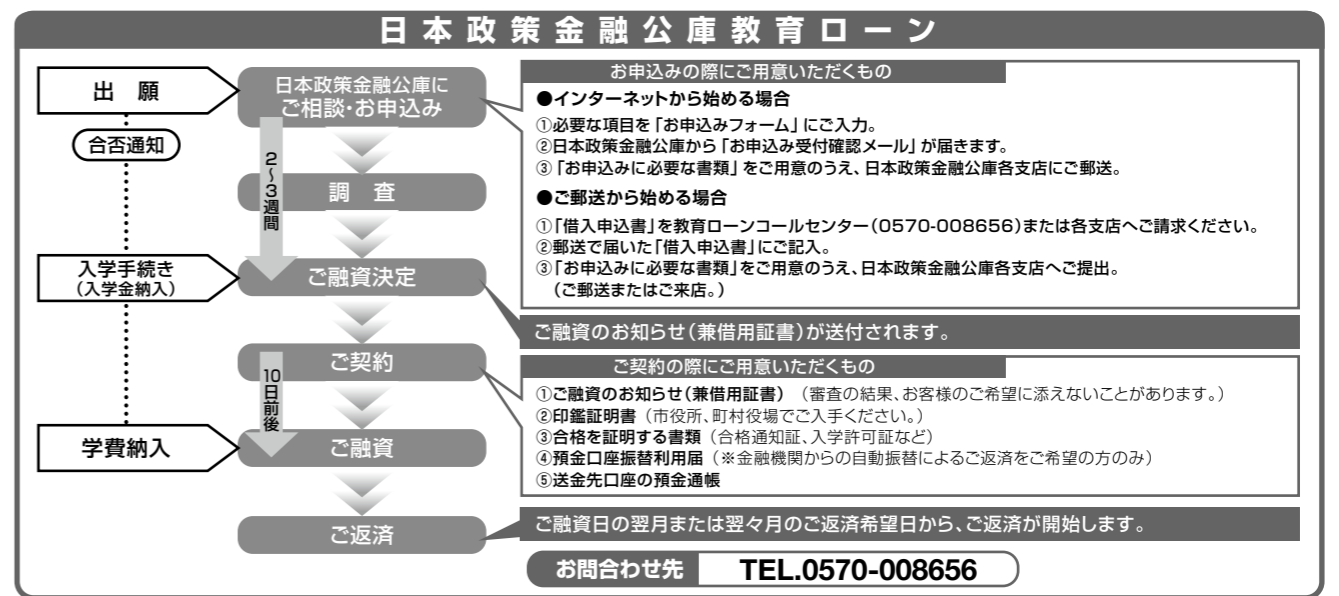 日本政策金融公庫教育ローン
出　願
合否通知
入学手続き
（入学金納入）
学費納入
日本政策金融公庫に
ご相談・お申込み
2〜3週間
調　査
ご融資決定
ご契約
10日前後
ご融資
ご返済
お申込みの際にご用意いただくもの
●インターネットから始める場合
①必要な項目を「お申込みフォーム」にご入力。
②日本政策金融公庫から「お申込み受付確認メール」が届きます。
③「お申込みに必要な書類」をご用意のうえ、日本政策金融公庫各支店にご郵送。
●ご郵送から始める場合
①「借入申込書」を教育ローンコールセンター（0570-008656）または各支店へご請求ください。
②郵送で届いた「借入申込書」にご記入。
③「お申込みに必要な書類」をご用意のうえ、日本政策金融公庫各支店へご提出。
（ご郵送またはご来店。）
ご融資のお知らせ（兼借用証書）が送付されます。
ご契約の際にご用意いただくもの
①ご融資のお知らせ（兼借用証書）（審査の結果、お客様のご希望に添えないことがあります。）
②印鑑証明書（市役所、町村役場でご入手ください。）
③合格を証明する書類（合格通知証、入学許可証など）
④預金口座振替利用届（※金融機関からの自動振替によるご返済をご希望の方のみ）
⑤送金先口座の預金通帳
ご融資日の翌月または翌々月のご返済希望日から、ご返済が開始します。
お問合わせ先　TEL.0570-008656